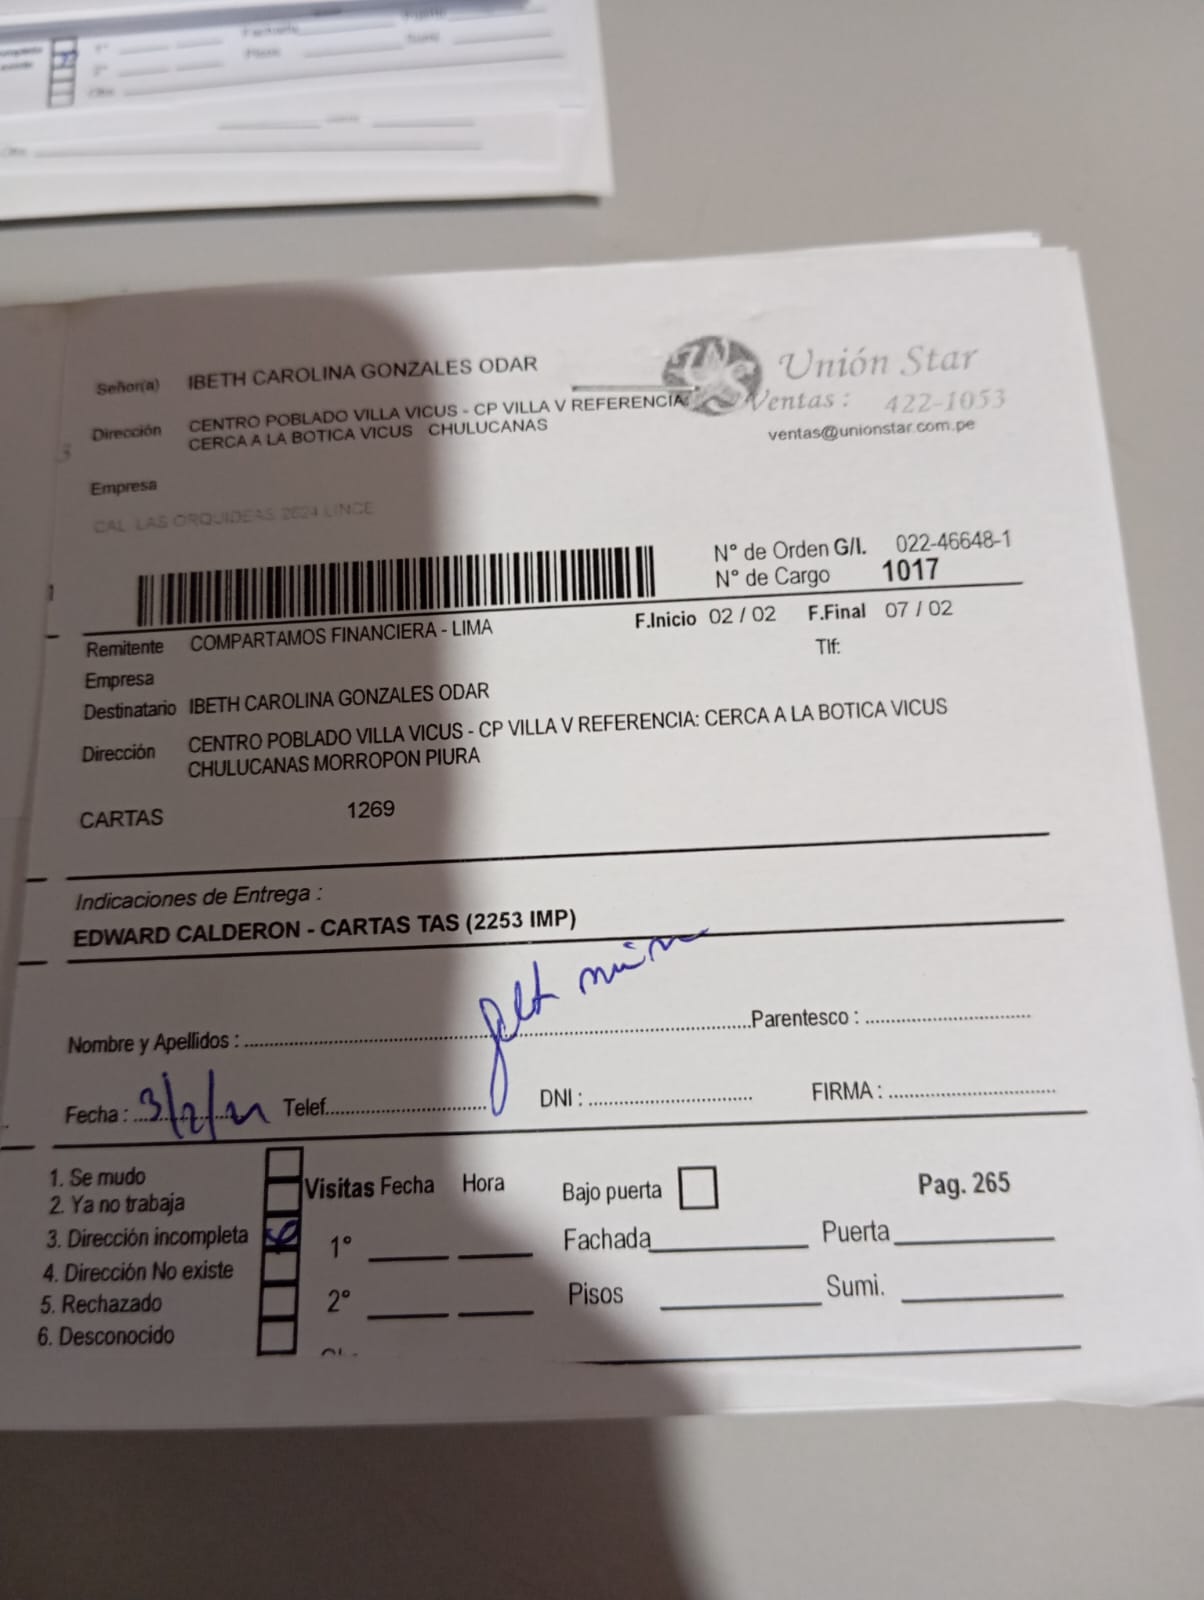 Señor(a) IBETH CAROLINA GONZALES ODAR
Unión Star
Ventas: 422-1053
ventas@unionstar.com.pe
Dirección CENTRO POBLADO VILLA VICUS - CP VILLA V REFERENCIA:
CERCA A LA BOTICA VICUS CHULUCANAS
Empresa
CAL LAS ORQUIDEAS 2624 LINCE
N° de Orden G/I. 022-46648-1
N° de Cargo 1017
F.Inicio 02 / 02 F.Final 07 / 02
Remitente COMPARTAMOS FINANCIERA - LIMA
Tlf:
Empresa
Destinatario IBETH CAROLINA GONZALES ODAR
Dirección CENTRO POBLADO VILLA VICUS - CP VILLA V REFERENCIA: CERCA A LA BOTICA VICUS
CHULUCANAS MORROPON PIURA
CARTAS 1269
Indicaciones de Entrega :
EDWARD CALDERON - CARTAS TAS (2253 IMP)
Nombre y Apellidos : Parentesco :
Fecha : Telef. DNI : FIRMA :
1. Se mudo
2. Ya no trabaja
3. Dirección incompleta
4. Dirección No existe
5. Rechazado
6. Desconocido
Visitas Fecha Hora
1°
2°
Bajo puerta
Pag. 265
Fachada Puerta
Pisos Sumi.